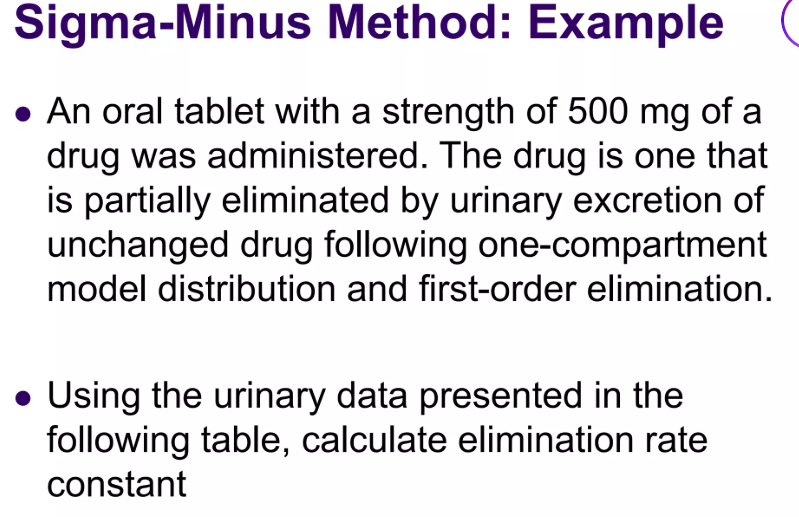 Sigma-Minus Method: Example
• An oral tablet with a strength of 500 mg of a
drug was administered. The drug is one that
is partially eliminated by urinary excretion of
unchanged drug following one-compartment
model distribution and first-order elimination.
• Using the urinary data presented in the
following table, calculate elimination rate
constant